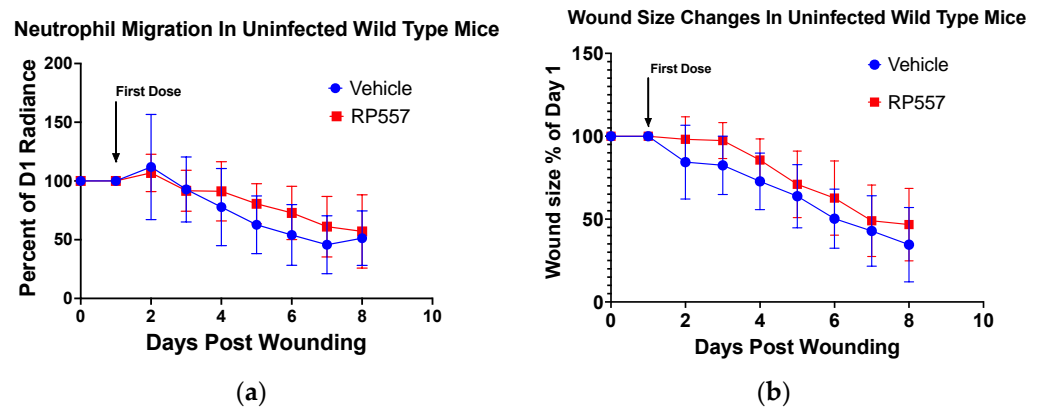 Neutrophil Migration In Uninfected Wild Type Mice
200
150
100
50
0
Percent of D1 Radiance
First Dose
Vehicle
RP557
0 2 4 6 8 10
Days Post Wounding
(a)
Wound Size Changes In Uninfected Wild Type Mice
150
100
50
0
Wound size % of Day 1
First Dose
Vehicle
RP557
0 2 4 6 8 10
Days Post Wounding
(b)